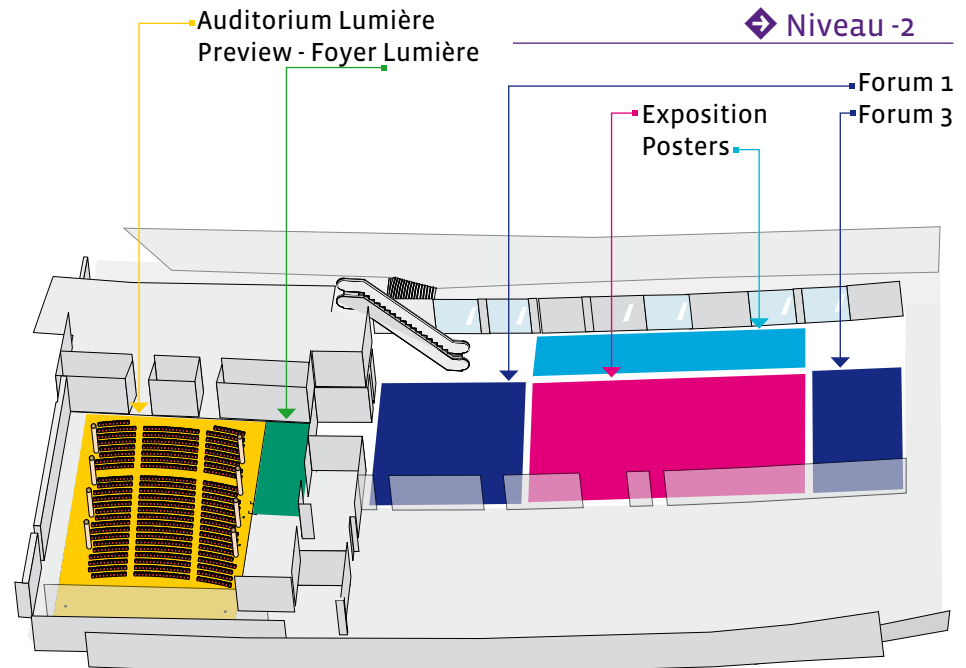 Auditorium Lumière
Preview - Foyer Lumière
Niveau -2
Forum 1
Forum 3
Exposition
Posters